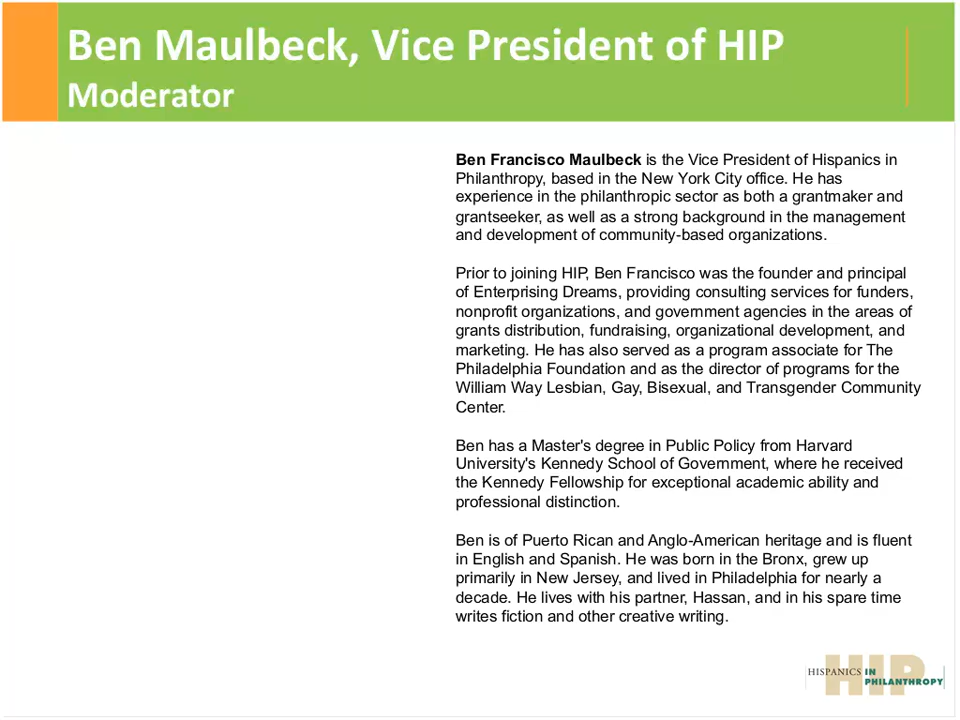 Ben Maulbeck, Vice President of HIP
Moderator
Ben Francisco Maulbeck is the Vice President of Hispanics in
Philanthropy, based in the New York City office. He has
experience in the philanthropic sector as both a grantmaker and
grantseeker, as well as a strong background in the management
and development of community-based organizations.
Prior to joining HIP, Ben Francisco was the founder and principal
of Enterprising Dreams, providing consulting services for funders,
nonprofit organizations, and government agencies in the areas of
grants distribution, fundraising, organizational development, and
marketing. He has also served as a program associate for The
Philadelphia Foundation and as the director of programs for the
William Way Lesbian, Gay, Bisexual, and Transgender Community
Center.
Ben has a Master's degree in Public Policy from Harvard
University's Kennedy School of Government, where he received
the Kennedy Fellowship for exceptional academic ability and
professional distinction.
Ben is of Puerto Rican and Anglo-American heritage and is fluent
in English and Spanish. He was born in the Bronx, grew up
primarily in New Jersey, and lived in Philadelphia for nearly a
decade. He lives with his partner, Hassan, and in his spare time
writes fiction and other creative writing.
HIP
HISPANICS IN
PHILANTHROPY